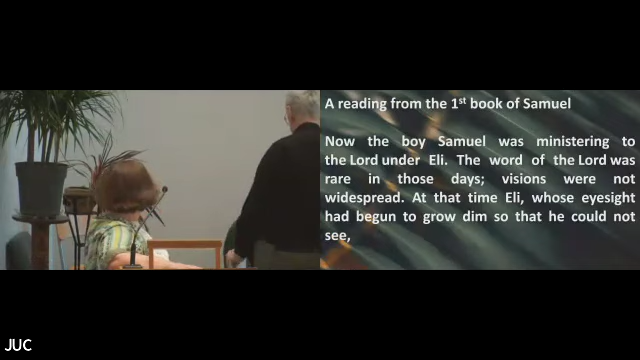 A reading from the 1st book of Samuel
Now the boy Samuel was ministering to
the Lord under Eli. The word of the Lord was
rare in those days; visions were not
widespread. At that time Eli, whose eyesight
had begun to grow dim so that he could not
see,
JUC